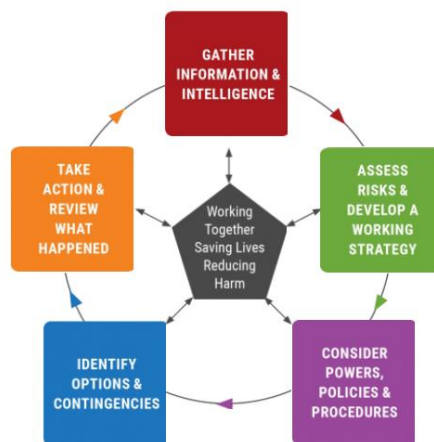 GATHER
INFORMATION &
INTELLIGENCE
ASSESS
RISKS &
DEVELOP A
WORKING
STRATEGY
CONSIDER
POWERS,
POLICIES &
PROCEDURES
IDENTIFY
OPTIONS &
CONTINGENCIES
TAKE
ACTION &
REVIEW
WHAT
HAPPENED
Working
Together
Saving Lives
Reducing
Harm